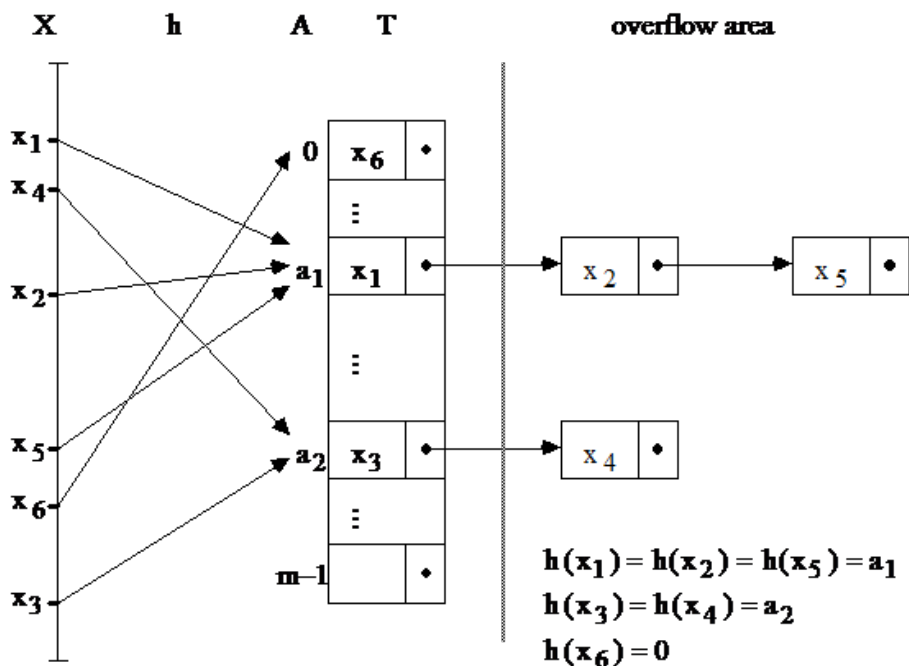 X h A T overflow area
x1
0 x6
x4
⋮
a1 x1 x2 x5
x2
⋮
x5 a2 x3 x4
x6
⋮
m–1
h(x1) = h(x2) = h(x5) = a1
x3
h(x3) = h(x4) = a2
h(x6) = 0